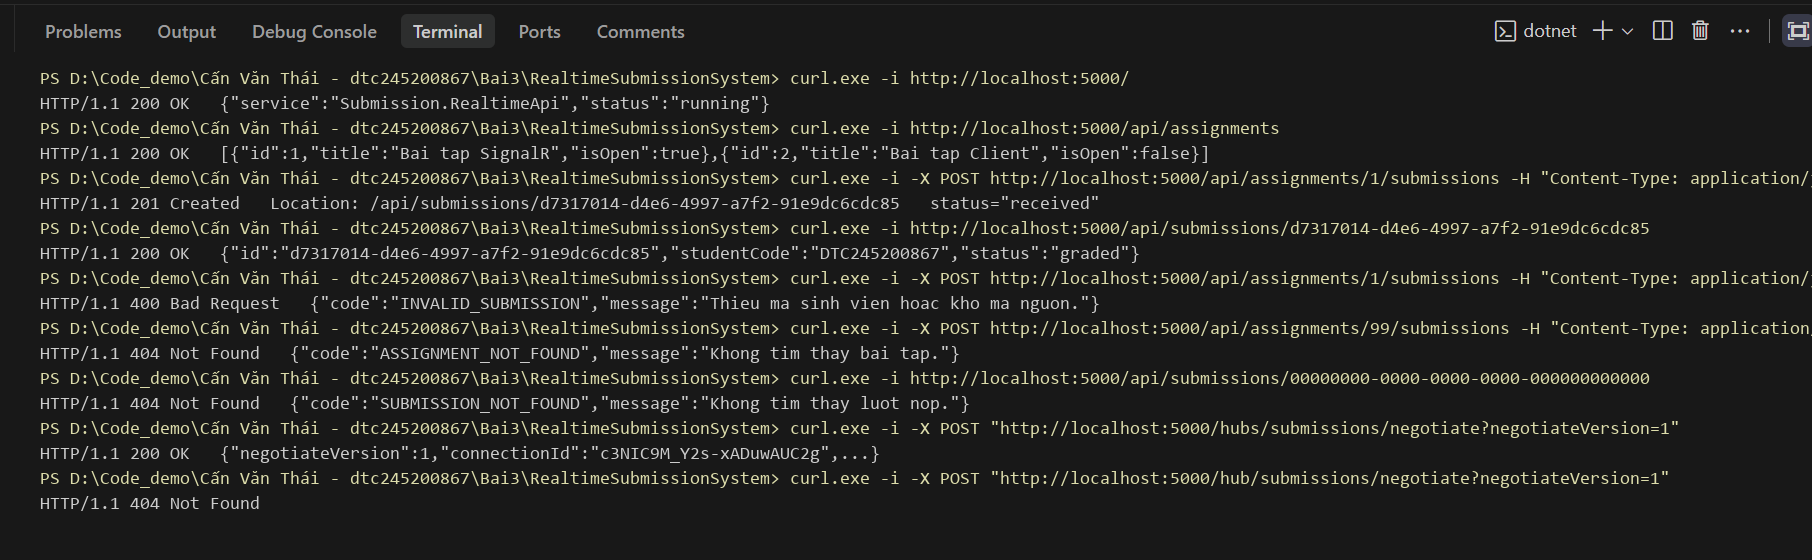 Problems Output Debug Console Terminal Ports Comments dotnet
PS D:\Code_demo\Cấn Văn Thái - dtc245200867\Bai3\RealtimeSubmissionSystem> curl.exe -i http://localhost:5000/
HTTP/1.1 200 OK   {"service":"Submission.RealtimeApi","status":"running"}
PS D:\Code_demo\Cấn Văn Thái - dtc245200867\Bai3\RealtimeSubmissionSystem> curl.exe -i http://localhost:5000/api/assignments
HTTP/1.1 200 OK   [{"id":1,"title":"Bai tap SignalR","isOpen":true},{"id":2,"title":"Bai tap Client","isOpen":false}]
PS D:\Code_demo\Cấn Văn Thái - dtc245200867\Bai3\RealtimeSubmissionSystem> curl.exe -i -X POST http://localhost:5000/api/assignments/1/submissions -H "Content-Type: application/
HTTP/1.1 201 Created   Location: /api/submissions/d7317014-d4e6-4997-a7f2-91e9dc6cdc85   status="received"
PS D:\Code_demo\Cấn Văn Thái - dtc245200867\Bai3\RealtimeSubmissionSystem> curl.exe -i http://localhost:5000/api/submissions/d7317014-d4e6-4997-a7f2-91e9dc6cdc85
HTTP/1.1 200 OK   {"id":"d7317014-d4e6-4997-a7f2-91e9dc6cdc85","studentCode":"DTC245200867","status":"graded"}
PS D:\Code_demo\Cấn Văn Thái - dtc245200867\Bai3\RealtimeSubmissionSystem> curl.exe -i -X POST http://localhost:5000/api/assignments/1/submissions -H "Content-Type: application/
HTTP/1.1 400 Bad Request   {"code":"INVALID_SUBMISSION","message":"Thieu ma sinh vien hoac kho ma nguon."}
PS D:\Code_demo\Cấn Văn Thái - dtc245200867\Bai3\RealtimeSubmissionSystem> curl.exe -i -X POST http://localhost:5000/api/assignments/99/submissions -H "Content-Type: application
HTTP/1.1 404 Not Found   {"code":"ASSIGNMENT_NOT_FOUND","message":"Khong tim thay bai tap."}
PS D:\Code_demo\Cấn Văn Thái - dtc245200867\Bai3\RealtimeSubmissionSystem> curl.exe -i http://localhost:5000/api/submissions/00000000-0000-0000-0000-000000000000
HTTP/1.1 404 Not Found   {"code":"SUBMISSION_NOT_FOUND","message":"Khong tim thay luot nop."}
PS D:\Code_demo\Cấn Văn Thái - dtc245200867\Bai3\RealtimeSubmissionSystem> curl.exe -i -X POST "http://localhost:5000/hubs/submissions/negotiate?negotiateVersion=1"
HTTP/1.1 200 OK   {"negotiateVersion":1,"connectionId":"c3NIC9M_Y2s-xADuwAUC2g",...}
PS D:\Code_demo\Cấn Văn Thái - dtc245200867\Bai3\RealtimeSubmissionSystem> curl.exe -i -X POST "http://localhost:5000/hub/submissions/negotiate?negotiateVersion=1"
HTTP/1.1 404 Not Found